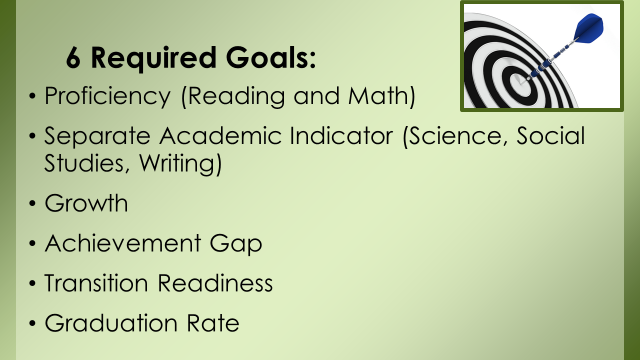 6 Required Goals:
• Proficiency (Reading and Math)
• Separate Academic Indicator (Science, Social
Studies, Writing)
• Growth
• Achievement Gap
• Transition Readiness
• Graduation Rate